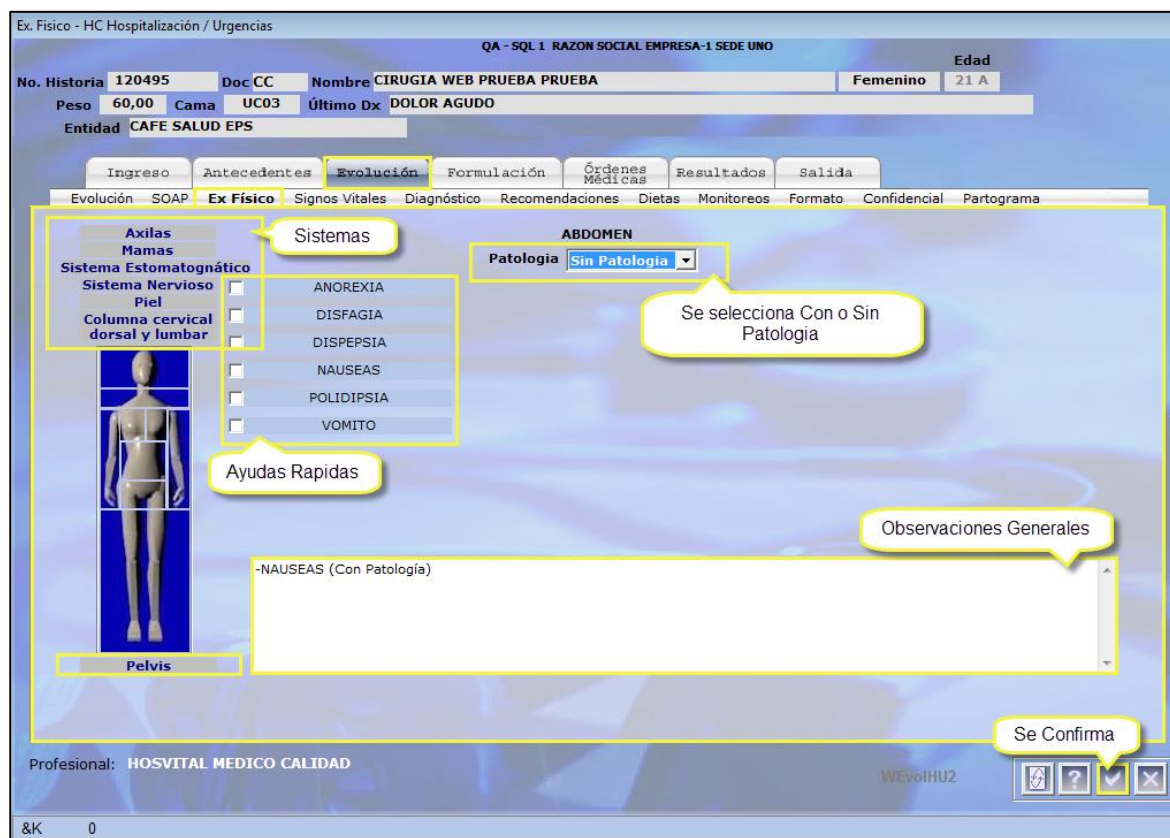 Ex. Fisico - HC Hospitalización / Urgencias
QA - SQL 1 RAZON SOCIAL EMPRESA-1 SEDE UNO
Edad
No. Historia 120495 Doc CC Nombre CIRUGIA WEB PRUEBA PRUEBA Femenino 21 A
Peso 60,00 Cama UC03 Último Dx DOLOR AGUDO
Entidad CAFE SALUD EPS
Ingreso Antecedentes Evolución Formulación Órdenes Médicas Resultados Salida
Evolución SOAP Ex Físico Signos Vitales Diagnóstico Recomendaciones Dietas Monitoreos Formato Confidencial Partograma
Axilas
Mamas
Sistema Estomatognático
Sistema Nervioso
Piel
Columna cervical
dorsal y lumbar
Sistemas
ABDOMEN
Patologia Sin Patologia
Se selecciona Con o Sin
Patologia
ANOREXIA
DISFAGIA
DISPEPSIA
NAUSEAS
POLIDIPSIA
VOMITO
Ayudas Rapidas
Observaciones Generales
-NAUSEAS (Con Patología)
Pelvis
Se Confirma
Profesional: HOSVITAL MEDICO CALIDAD
WEvolHU2
?
&K 0